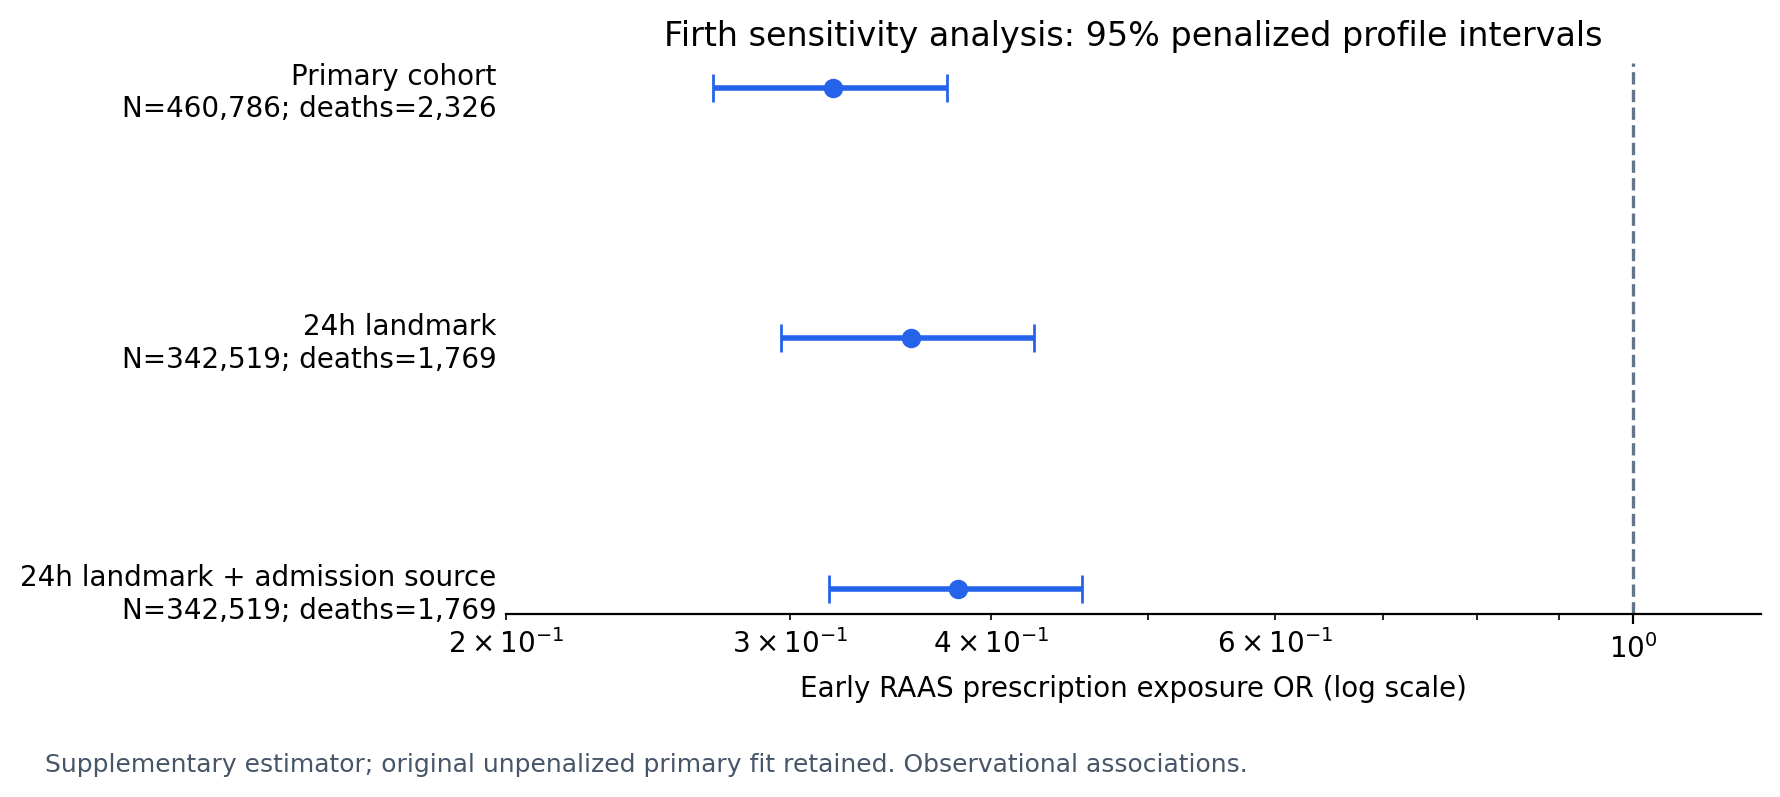 Firth sensitivity analysis: 95% penalized profile intervals
Primary cohort
N=460,786; deaths=2,326
24h landmark
N=342,519; deaths=1,769
24h landmark + admission source
N=342,519; deaths=1,769
2 × 10⁻¹ 3 × 10⁻¹ 4 × 10⁻¹ 6 × 10⁻¹ 10⁰
Early RAAS prescription exposure OR (log scale)
Supplementary estimator; original unpenalized primary fit retained. Observational associations.